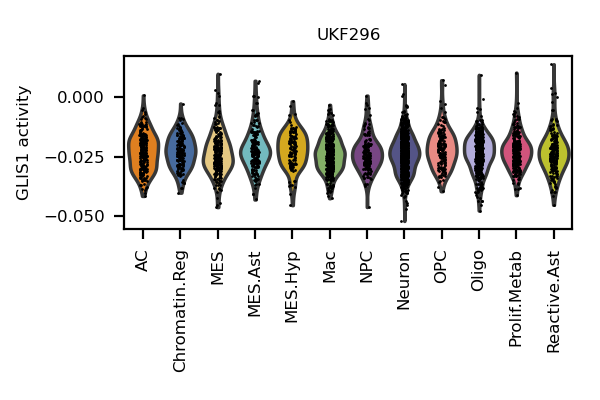 UKF296
GLIS1 activity
0.000
−0.025
−0.050
AC
Chromatin.Reg
MES
MES.Ast
MES.Hyp
Mac
NPC
Neuron
OPC
Oligo
Prolif.Metab
Reactive.Ast